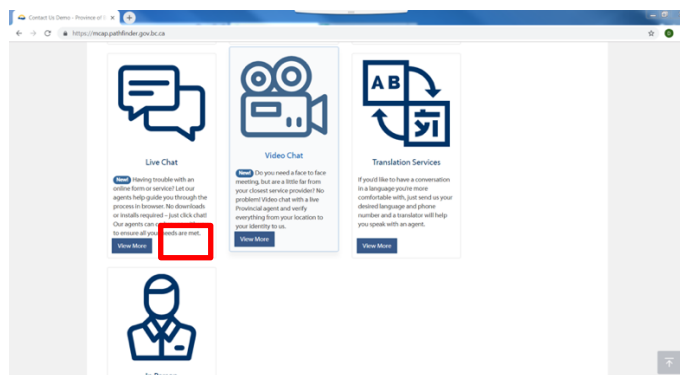 Contact Us Demo - Province of
https://mcap.pathfinder.gov.bc.ca
Live Chat
New! Having trouble with an
online form or service? Let our
agents help guide you through the
process in browser. No downloads
or installs required – just click chat!
Our agents can
to ensure all your needs are met.
View More
Video Chat
New! Do you need a face to face
meeting, but are a little far from
your closest service provider? No
problem! Video chat with a live
Provincial agent and verify
everything from your location to
your identity to us.
View More
AB
Translation Services
If you'd like to have a conversation
in a language you're more
comfortable with, just send us your
desired language and phone
number and a translator will help
you speak with an agent.
View More